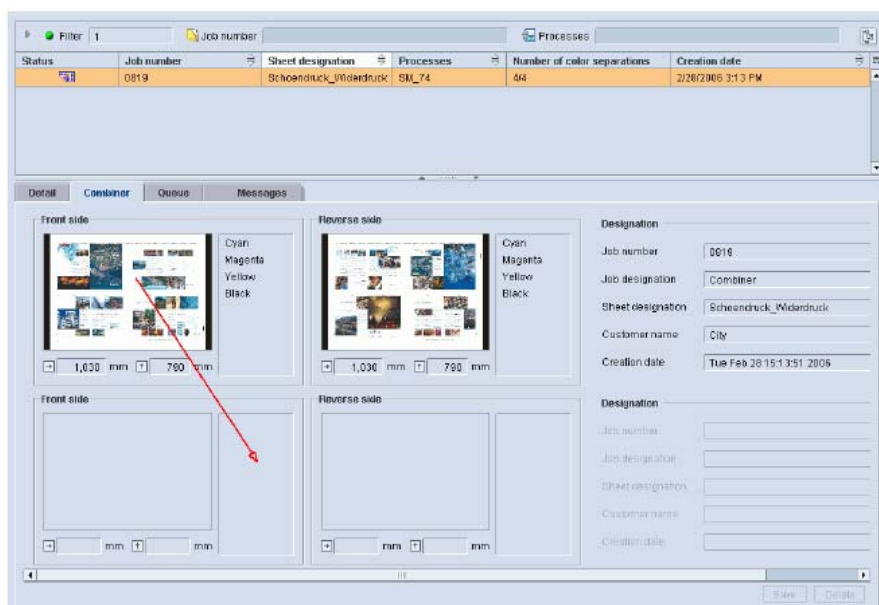 Filter 1 Job number Processes
Status Job number Sheet designation Processes Number of color separations Creation date
0819 Schoendruck_Widerdruck SM_74 4/4 2/28/2006 3:13 PM
Detail Combiner Queue Messages
Front side Reverse side Designation
Cyan Cyan
Magenta Magenta
Yellow Yellow
Black Black
Job number 0819
Job designation Combiner
Sheet designation Schoendruck_Widerdruck
Customer name City
Creation date Tue Feb 28 15:13:51 2006
1,030 mm 790 mm 1,030 mm 790 mm
Front side Reverse side Designation
Job number
Job designation
Sheet designation
Customer name
Creation date
mm mm mm mm
Save Delete